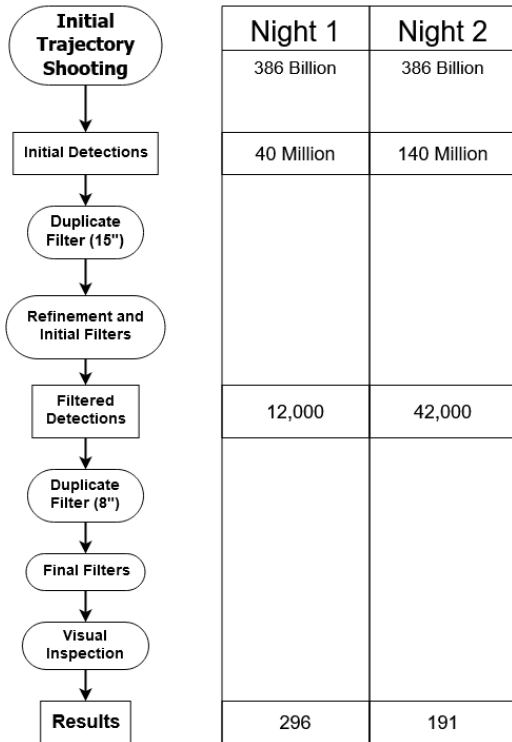 Initial
Trajectory
Shooting
Night 1
Night 2
386 Billion
386 Billion
Initial Detections
40 Million
140 Million
Duplicate
Filter (15")
Refinement and
Initial Filters
Filtered
Detections
12,000
42,000
Duplicate
Filter (8")
Final Filters
Visual
Inspection
Results
296
191